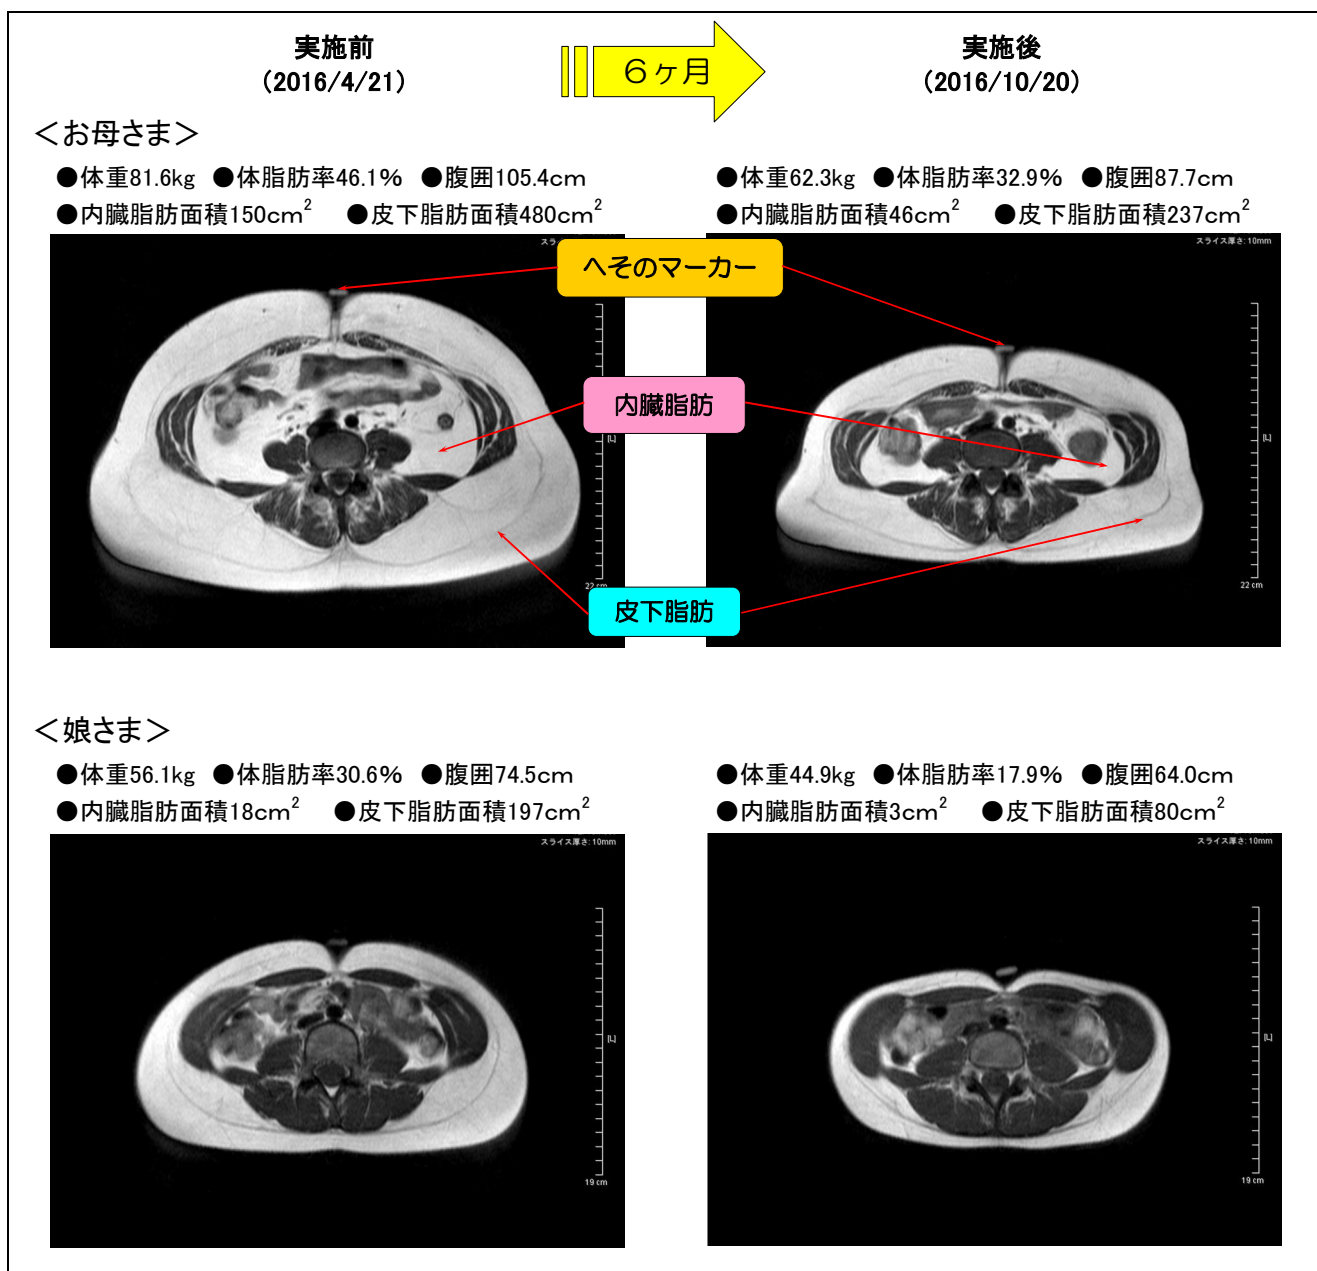 実施前
(2016/4/21)
6ヶ月
実施後
(2016/10/20)
＜お母さま＞
●体重81.6kg ●体脂肪率46.1% ●腹囲105.4cm
●内臓脂肪面積150cm² ●皮下脂肪面積480cm²
●体重62.3kg ●体脂肪率32.9% ●腹囲87.7cm
●内臓脂肪面積46cm² ●皮下脂肪面積237cm²
スラ
スライス厚さ: 10mm
へそのマーカー
内臓脂肪
皮下脂肪
[L]
22 cm
[L]
22 cm
＜娘さま＞
●体重56.1kg ●体脂肪率30.6% ●腹囲74.5cm
●内臓脂肪面積18cm² ●皮下脂肪面積197cm²
●体重44.9kg ●体脂肪率17.9% ●腹囲64.0cm
●内臓脂肪面積3cm² ●皮下脂肪面積80cm²
スライス厚さ: 10mm
スライス厚さ: 10mm
[L]
19 cm
[L]
19 cm